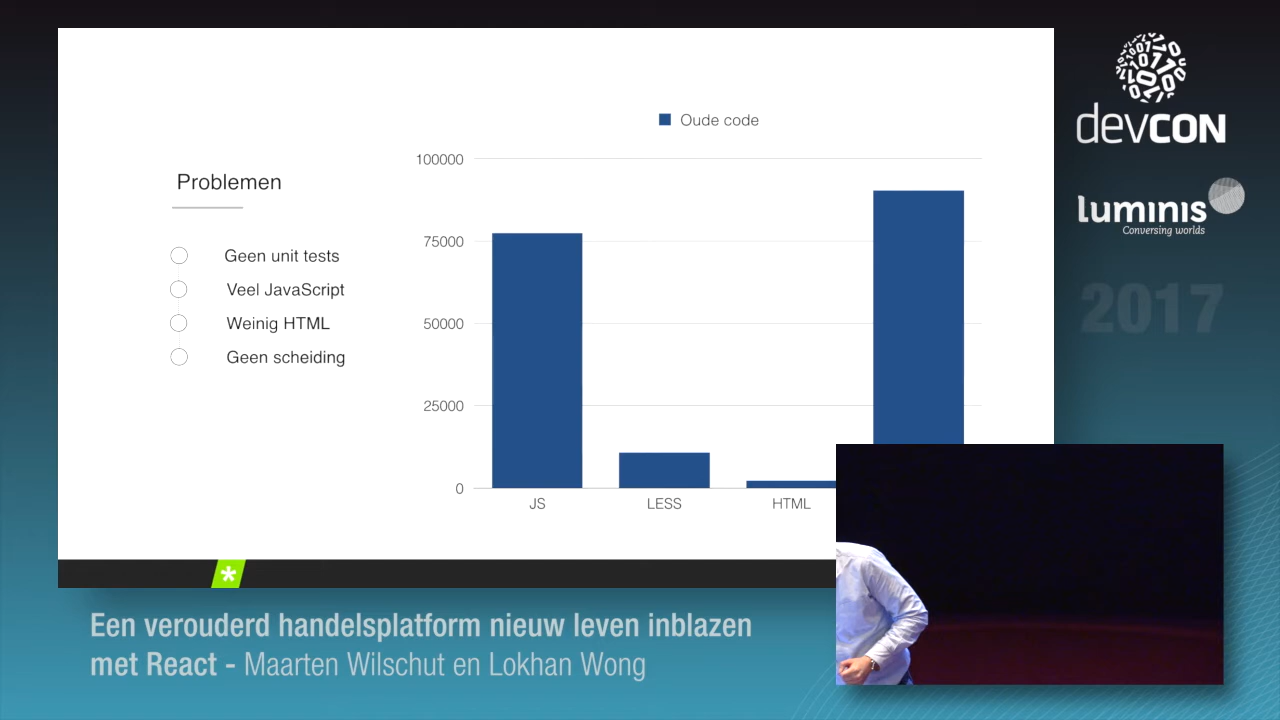 Oude code
100000
Problemen
75000
Geen unit tests
Veel JavaScript
50000
Weinig HTML
Geen scheiding
25000
0
JS
LESS
HTML
*
Een verouderd handelsplatform nieuw leven inblazen
met React - Maarten Wilschut en Lokhan Wong
devCON
luminis
Conversing worlds
2017